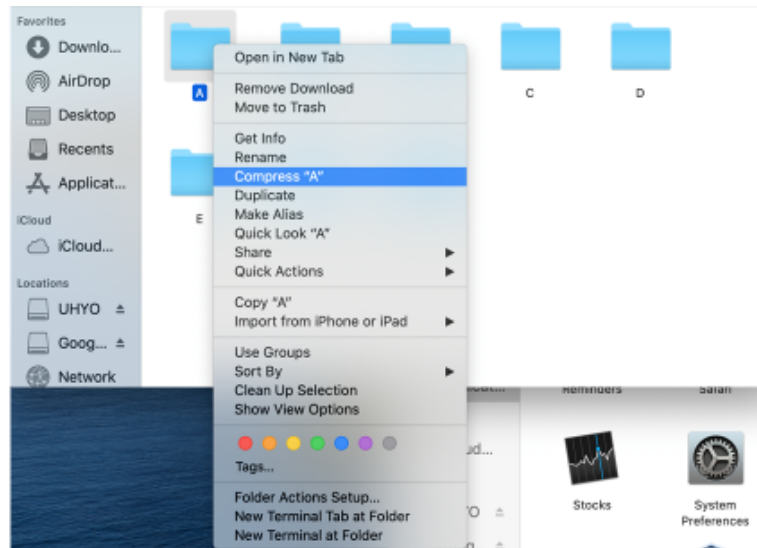 Favorites
Downlo...
AirDrop
Desktop
Recents
Applicat...
iCloud
iCloud...
Locations
UHYO
Goog...
Network
A
C
D
E
Open in New Tab
Remove Download
Move to Trash
Get Info
Rename
Compress “A”
Duplicate
Make Alias
Quick Look “A”
Share
Quick Actions
Copy “A”
Import from iPhone or iPad
Use Groups
Sort By
Clean Up Selection
Show View Options
Tags...
Folder Actions Setup...
New Terminal Tab at Folder
New Terminal at Folder
Reminders
Safari
Stocks
System
Preferences